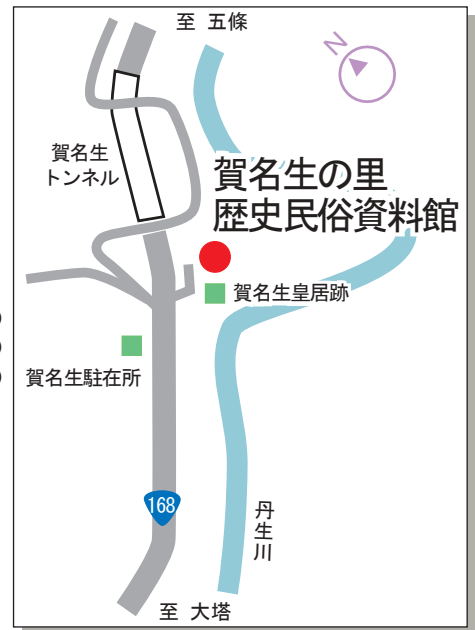 至 五條
N
賀名生
トンネル
賀名生の里
歴史民俗資料館
賀名生皇居跡
賀名生駐在所
168
丹生川
至 大塔